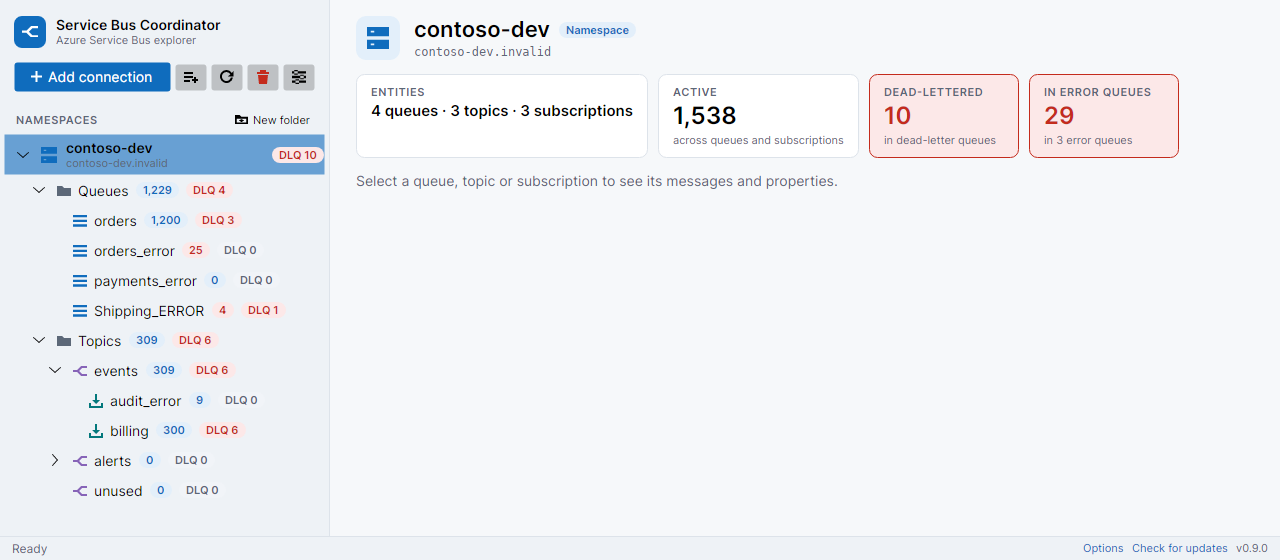 Service Bus Coordinator
Azure Service Bus explorer
+ Add connection
NAMESPACES
New folder
contoso-dev
contoso-dev.invalid
DLQ 10
Queues 1,229 DLQ 4
orders 1,200 DLQ 3
orders_error 25 DLQ 0
payments_error 0 DLQ 0
Shipping_ERROR 4 DLQ 1
Topics 309 DLQ 6
events 309 DLQ 6
audit_error 9 DLQ 0
billing 300 DLQ 6
alerts 0 DLQ 0
unused 0 DLQ 0
contoso-dev Namespace
contoso-dev.invalid
ENTITIES
4 queues · 3 topics · 3 subscriptions
ACTIVE
1,538
across queues and subscriptions
DEAD-LETTERED
10
in dead-letter queues
IN ERROR QUEUES
29
in 3 error queues
Select a queue, topic or subscription to see its messages and properties.
Ready
Options Check for updates v0.9.0